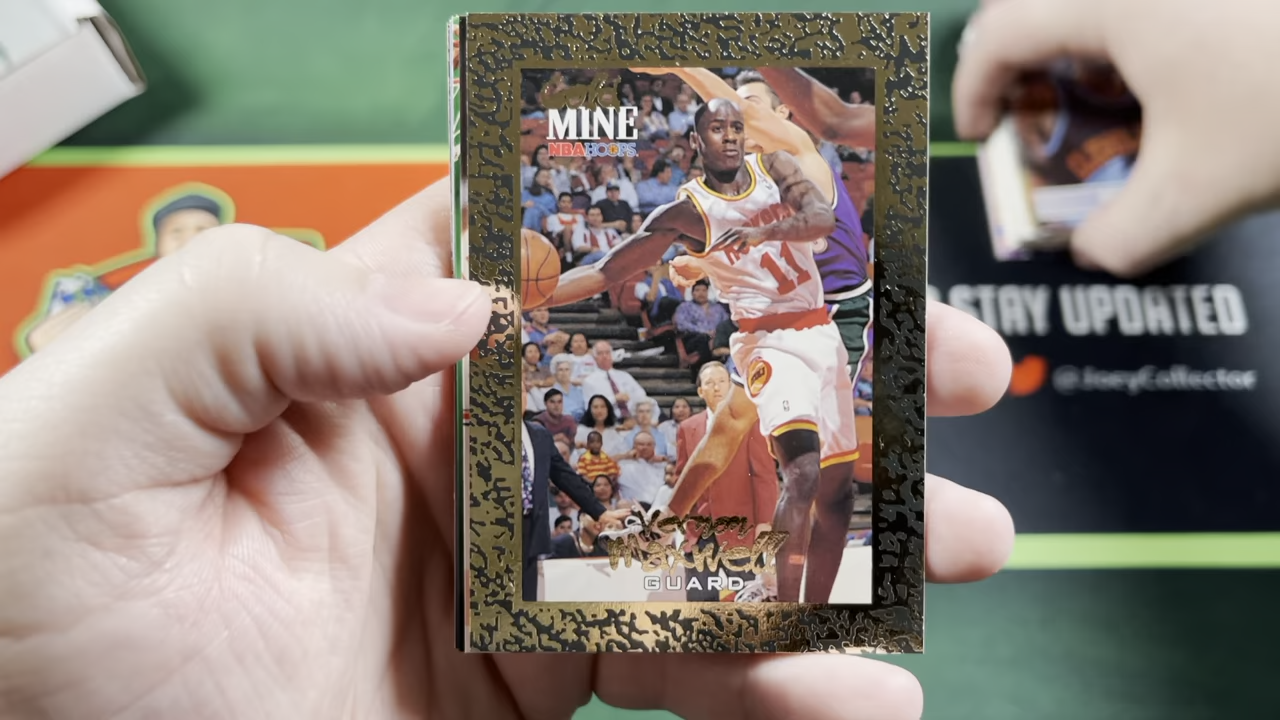 MINE
NBA HOOPS
11
Vernon
Maxwell
GUARD
STAY UPDATED
@JoeyCollector